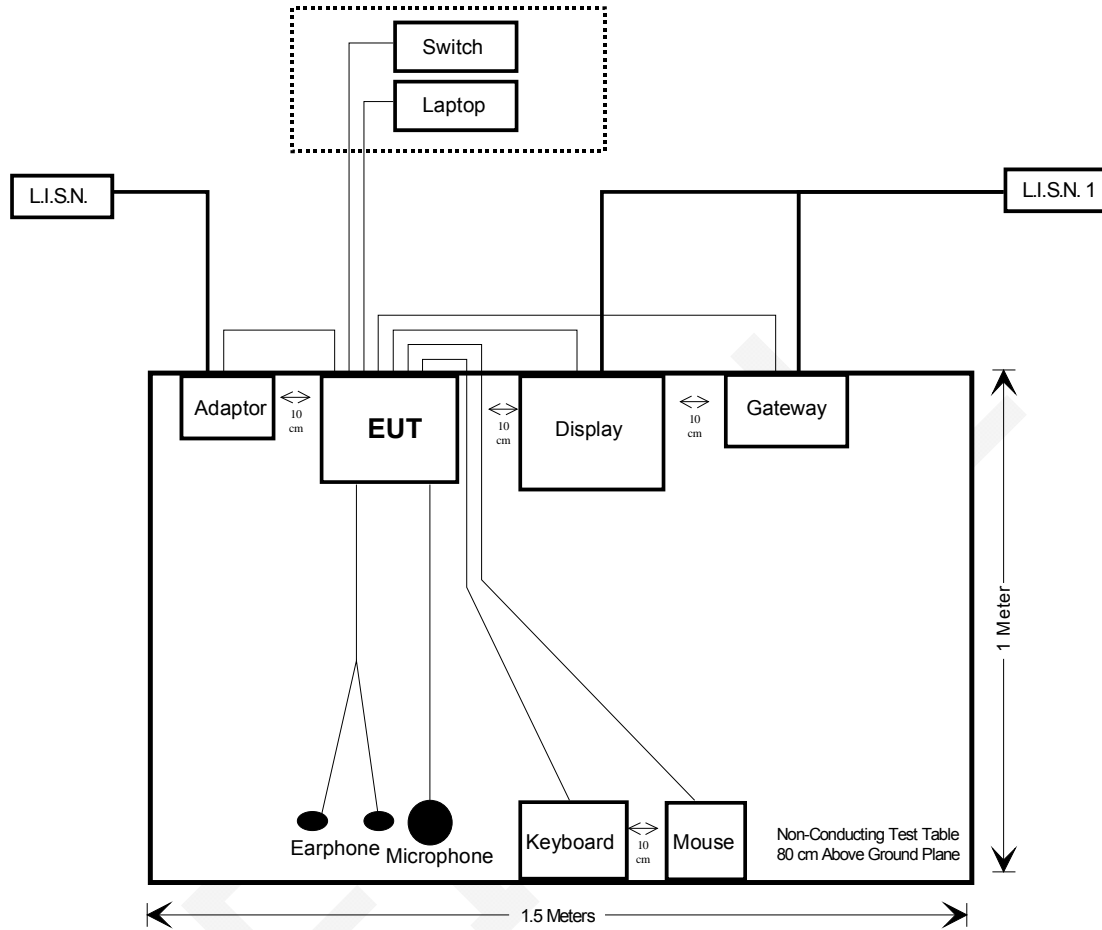 Switch
Laptop
L.I.S.N.
L.I.S.N. 1
Adaptor
10
cm
EUT
10
cm
Display
10
cm
Gateway
1 Meter
Earphone
Microphone
Keyboard
10
cm
Mouse
Non-Conducting Test Table
80 cm Above Ground Plane
1.5 Meters